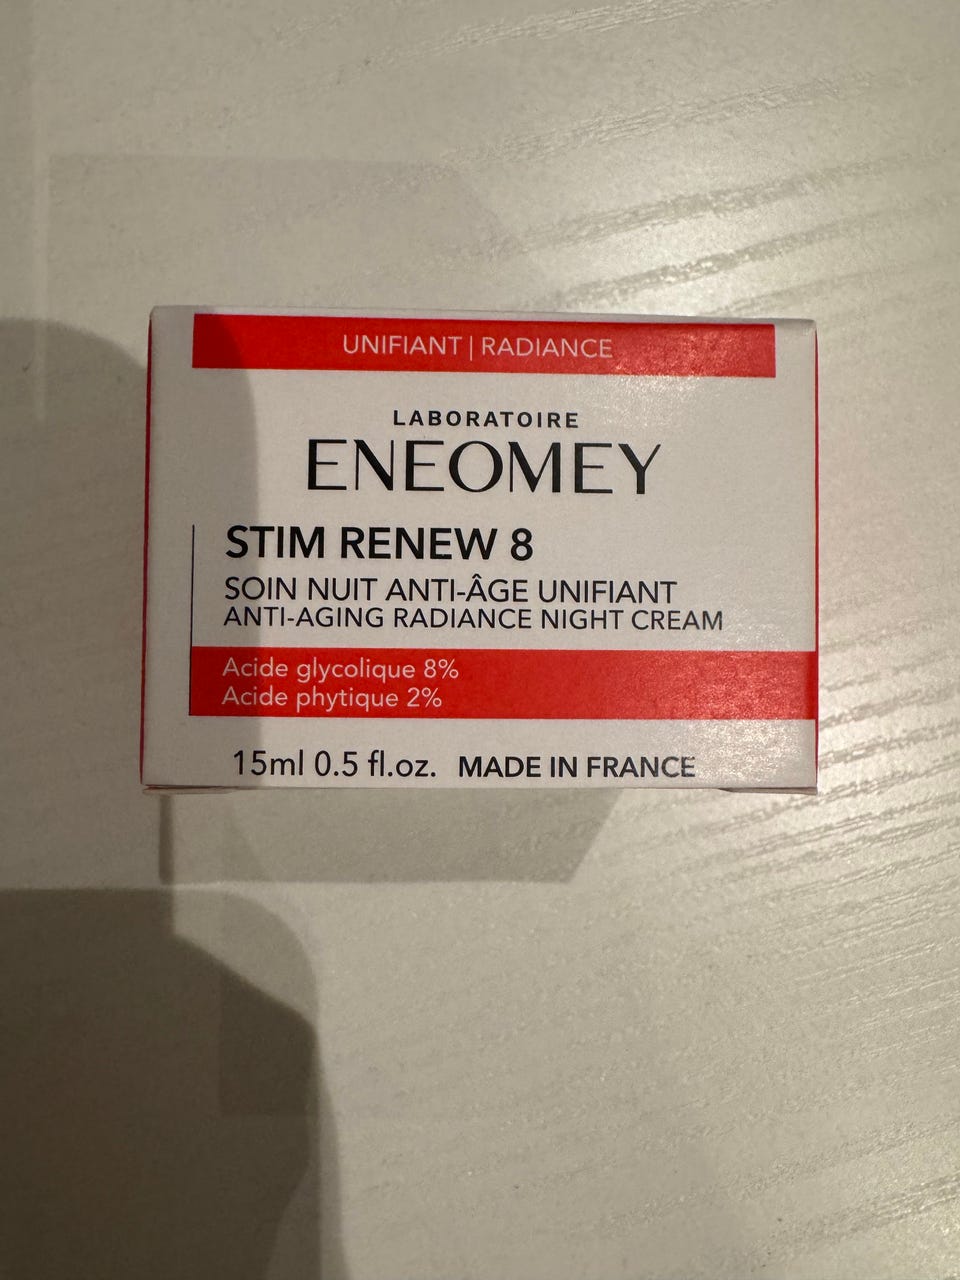 UNIFIANT | RADIANCE
LABORATOIRE
ENEOMEY
STIM RENEW 8
SOIN NUIT ANTI-ÂGE UNIFIANT
ANTI-AGING RADIANCE NIGHT CREAM
Acide glycolique 8%
Acide phytique 2%
15ml 0.5 fl.oz. MADE IN FRANCE